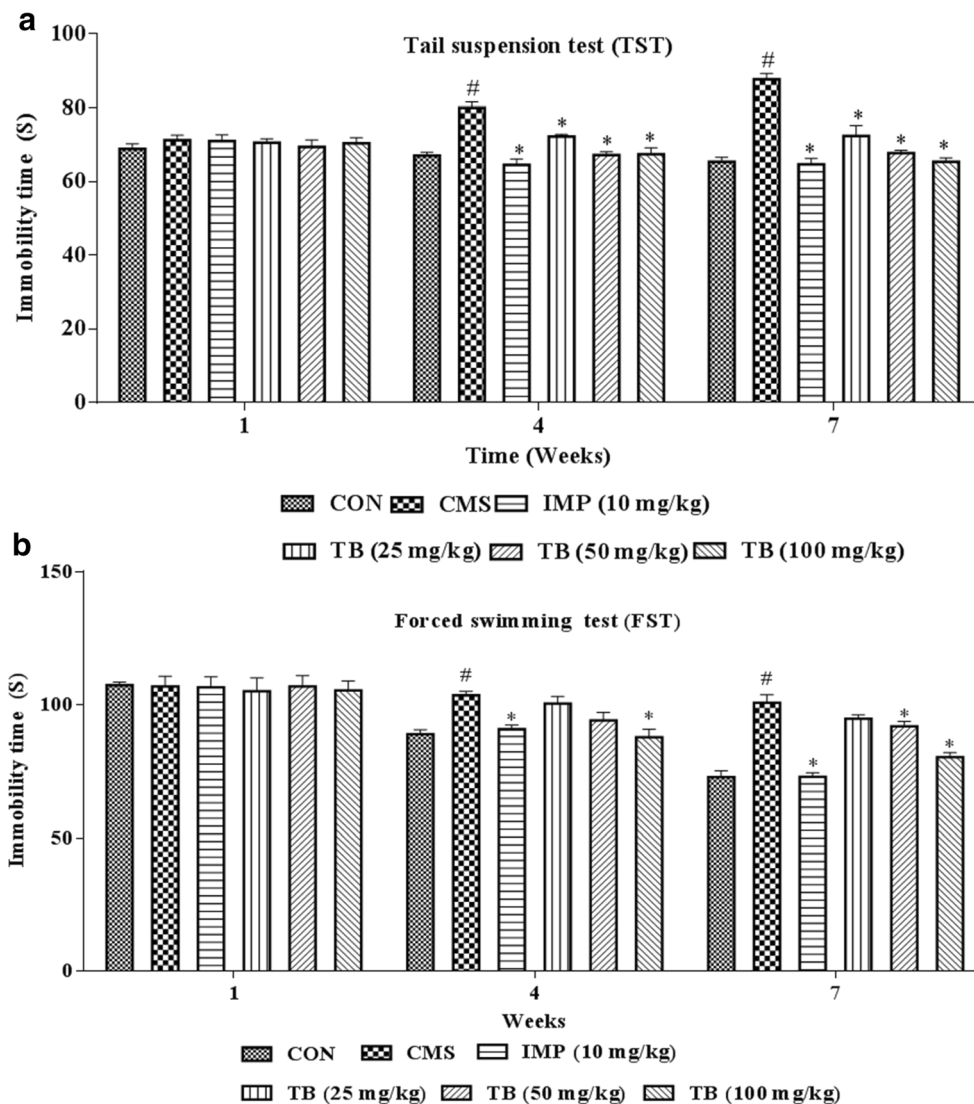 a
Tail suspension test (TST)
Immobility time (S)
100
80
60
40
20
0
#
*
*
*
*
#
*
*
*
*
1
4
7
Time (Weeks)
CON CMS IMP (10 mg/kg)
TB (25 mg/kg) TB (50 mg/kg) TB (100 mg/kg)
b
Forced swimming test (FST)
Immobility time (S)
150
100
50
0
#
*
*
#
*
*
*
1
4
7
Weeks
CON CMS IMP (10 mg/kg)
TB (25 mg/kg) TB (50 mg/kg) TB (100 mg/kg)